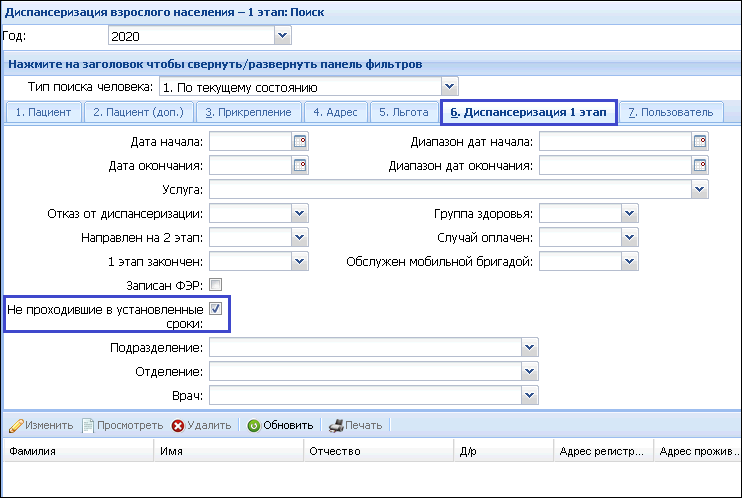 Диспансеризация взрослого населения – 1 этап: Поиск
Год: 2020
Нажмите на заголовок чтобы свернуть/развернуть панель фильтров
Тип поиска человека: 1. По текущему состоянию
1. Пациент 2. Пациент (доп.) 3. Прикрепление 4. Адрес 5. Льгота 6. Диспансеризация 1 этап 7. Пользователь
Дата начала: Диапазон дат начала:
Дата окончания: Диапазон дат окончания:
Услуга:
Отказ от диспансеризации: Группа здоровья:
Направлен на 2 этап: Случай оплачен:
1 этап закончен: Обслужен мобильной бригадой:
Записан ФЭР:
Не проходившие в установленные
сроки:
Подразделение:
Отделение:
Врач:
Изменить Просмотреть Удалить Обновить Печать
Фамилия Имя Отчество Д/р Адрес регистр... Адрес прожив...